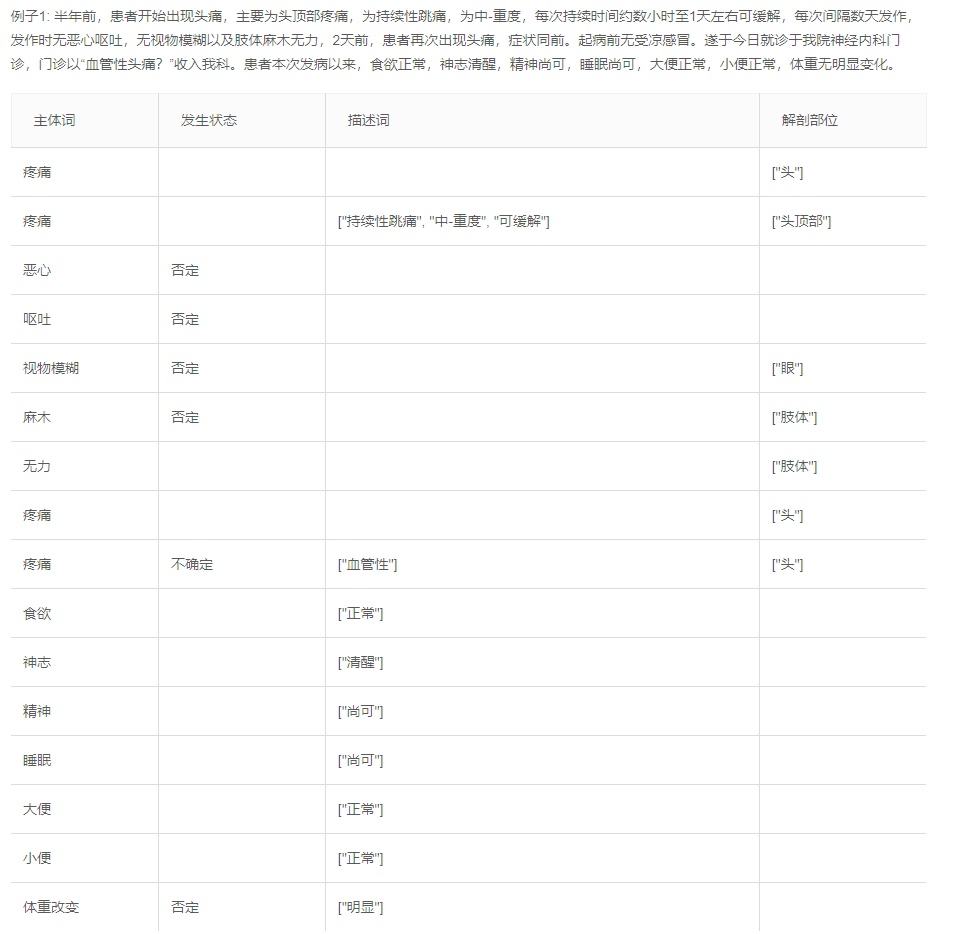 例子1: 半年前，患者开始出现头痛，主要为头顶部疼痛，为持续性跳痛，为中-重度，每次持续时间约数小时至1天左右可缓解，每次间隔数天发作，
发作时无恶心呕吐，无视物模糊以及肢体麻木无力，2天前，患者再次出现头痛，症状同前。起病前无受凉感冒。遂于今日就诊于我院神经内科门
诊，门诊以“血管性头痛？”收入我科。患者本次发病以来，食欲正常，神志清醒，精神尚可，睡眠尚可，大便正常，小便正常，体重无明显变化。
主体词 发生状态 描述词 解剖部位
疼痛 ["头"]
疼痛 ["持续性跳痛", "中-重度", "可缓解"] ["头顶部"]
恶心 否定
呕吐 否定
视物模糊 否定 ["眼"]
麻木 否定 ["肢体"]
无力 ["肢体"]
疼痛 ["头"]
疼痛 不确定 ["血管性"] ["头"]
食欲 ["正常"]
神志 ["清醒"]
精神 ["尚可"]
睡眠 ["尚可"]
大便 ["正常"]
小便 ["正常"]
体重改变 否定 ["明显"]